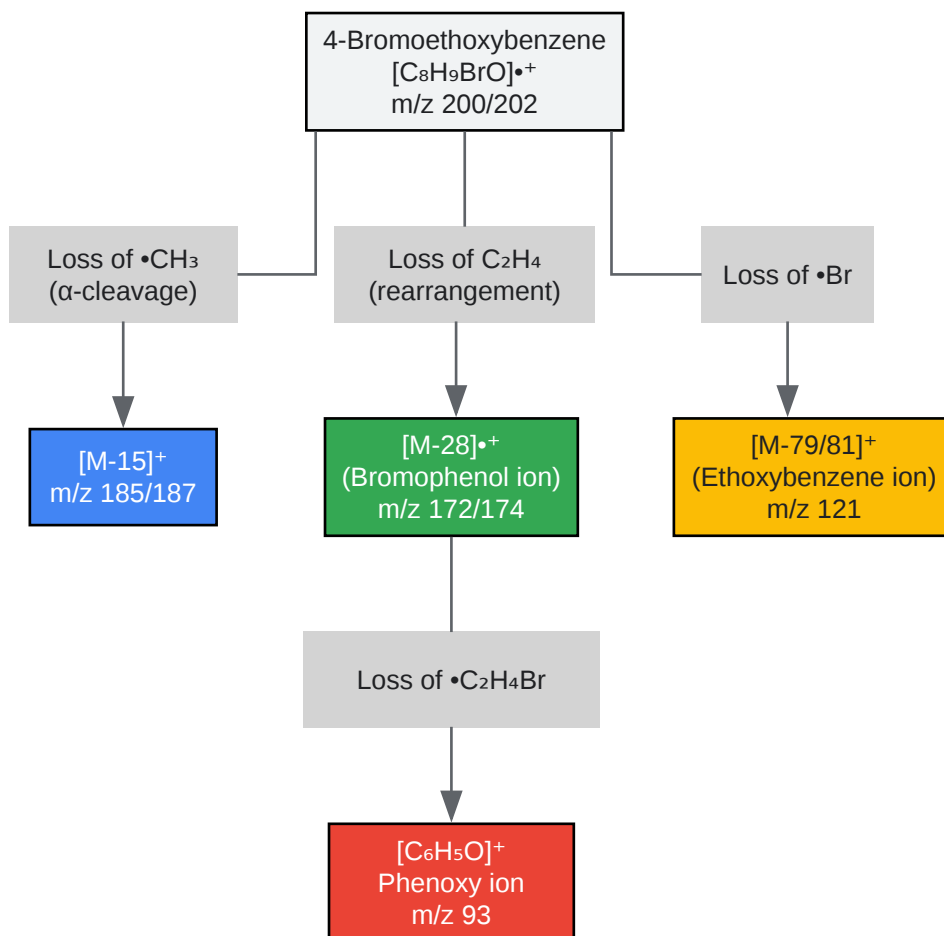 4-Bromoethoxybenzene
[C₈H₉BrO]•⁺
m/z 200/202
Loss of •CH₃
(α-cleavage)
Loss of C₂H₄
(rearrangement)
Loss of •Br
[M-15]⁺
m/z 185/187
[M-28]•⁺
(Bromophenol ion)
m/z 172/174
[M-79/81]⁺
(Ethoxybenzene ion)
m/z 121
Loss of •C₂H₄Br
[C₆H₅O]⁺
Phenoxy ion
m/z 93